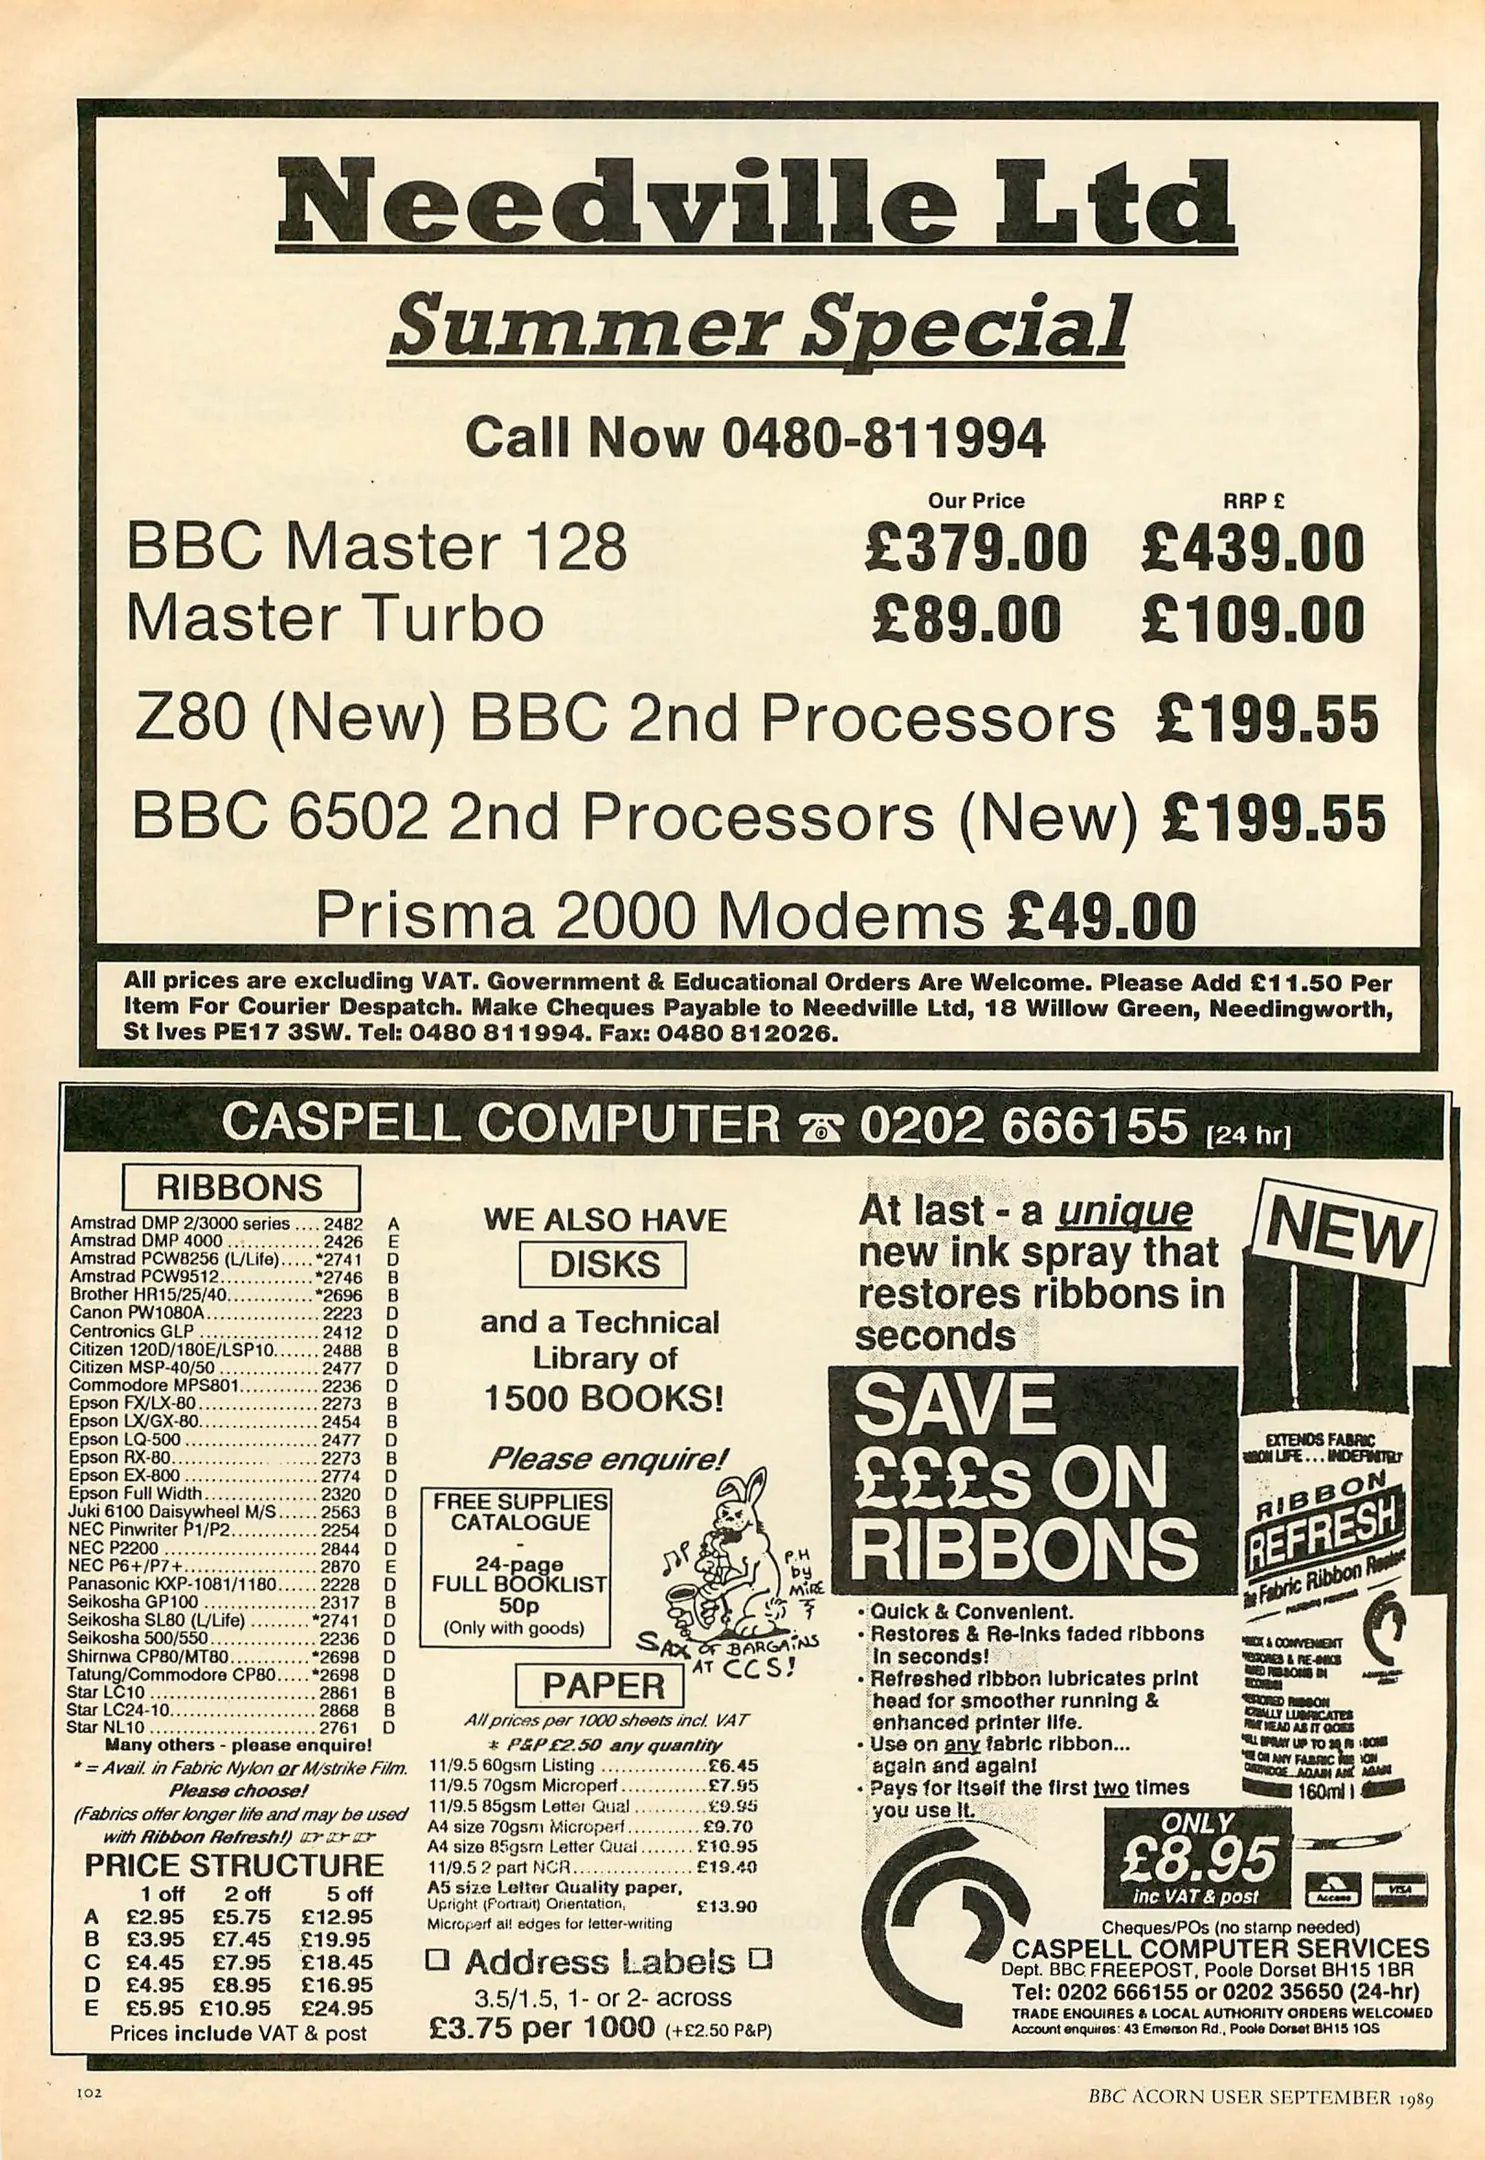 Needville Ltd
Summer Special
Call Now 0480-811994
Our Price RRP £
BBC Master 128 £379.00 £439.00
Master Turbo £89.00 £109.00
Z80 (New) BBC 2nd Processors £199.55
BBC 6502 2nd Processors (New) £199.55
Prisma 2000 Modems £49.00
All prices are excluding VAT. Government & Educational Orders Are Welcome. Please Add £11.50 Per
Item For Courier Despatch. Make Cheques Payable to Needville Ltd, 18 Willow Green, Needingworth,
St Ives PE17 3SW. Tel: 0480 811994. Fax: 0480 812026.
CASPELL COMPUTER ☎ 0202 666155 [24 hr]
RIBBONS
Amstrad DMP 2/3000 series .... 2482 A
Amstrad DMP 4000 ............. 2426 E
Amstrad PCW8256 (L/Life)..... *2741 D
Amstrad PCW9512............. *2746 B
Brother HR15/25/40............ *2696 B
Canon PW1080A................ 2223 D
Centronics GLP ................. 2412 D
Citizen 120D/180E/LSP10....... 2488 B
Citizen MSP-40/50 .............. 2477 D
Commodore MPS801........... 2236 D
Epson FX/LX-80................. 2273 B
Epson LX/GX-80................. 2454 B
Epson LQ-500 ................... 2477 D
Epson RX-80..................... 2273 B
Epson EX-800 ................... 2774 D
Epson Full Width................ 2320 D
Juki 6100 Daisywheel M/S...... 2563 B
NEC Pinwriter P1/P2............ 2254 D
NEC P2200 ...................... 2844 D
NEC P6+/P7+................... 2870 E
Panasonic KXP-1081/1180...... 2228 D
Seikosha GP100 ................ 2317 B
Seikosha SL80 (L/Life) ......... *2741 D
Seikosha 500/550............... 2236 D
Shirnwa CP80/MT80............ *2698 D
Tatung/Commodore CP80..... *2698 D
Star LC10 ........................ 2861 B
Star LC24-10..................... 2868 B
Star NL10 ........................ 2761 D
Many others - please enquire!
* = Avail. in Fabric Nylon or M/strike Film.
Please choose!
(Fabrics offer longer life and may be used
with Ribbon Refresh!) ☞☞☞
PRICE STRUCTURE
1 off 2 off 5 off
A £2.95 £5.75 £12.95
B £3.95 £7.45 £19.95
C £4.45 £7.95 £18.45
D £4.95 £8.95 £16.95
E £5.95 £10.95 £24.95
Prices include VAT & post
WE ALSO HAVE
DISKS
and a Technical
Library of
1500 BOOKS!
Please enquire!
FREE SUPPLIES
CATALOGUE
-
24-page
FULL BOOKLIST
50p
(Only with goods)
P.H
by
MIKE
SAX OF BARGAINS
AT CCS!
PAPER
All prices per 1000 sheets incl. VAT
* P&P £2.50 any quantity
11/9.5 60gsm Listing ............... £6.45
11/9.5 70gsm Microperf............ £7.95
11/9.5 85gsm Letter Qual ........... £9.95
A4 size 70gsm Microperf........... £9.70
A4 size 85gsm Letter Qual ........ £10.95
11/9.5 2 part NCR.................. £19.40
A5 size Letter Quality paper,
Upright (Portrait) Orientation, £13.90
Microperf all edges for letter-writing
❏ Address Labels ❏
3.5/1.5, 1- or 2- across
£3.75 per 1000 (+£2.50 P&P)
At last - a unique
new ink spray that
restores ribbons in
seconds
NEW
SAVE
£££s ON
RIBBONS
• Quick & Convenient.
• Restores & Re-Inks faded ribbons
In seconds!
• Refreshed ribbon lubricates print
head for smoother running &
enhanced printer life.
• Use on any fabric ribbon...
again and again!
• Pays for Itself the first two times
you use it.
EXTENDS FABRIC
RIBBON
REFRESH
The Fabric Ribbon
160ml
ONLY
£8.95
inc VAT & post
Access
VISA
Cheques/POs (no stamp needed)
CASPELL COMPUTER SERVICES
Dept. BBC FREEPOST, Poole Dorset BH15 1BR
Tel: 0202 666155 or 0202 35650 (24-hr)
TRADE ENQUIRES & LOCAL AUTHORITY ORDERS WELCOMED
Account enquires: 43 Emerson Rd., Poole Dorset BH15 1QS
102
BBC ACORN USER SEPTEMBER 1989